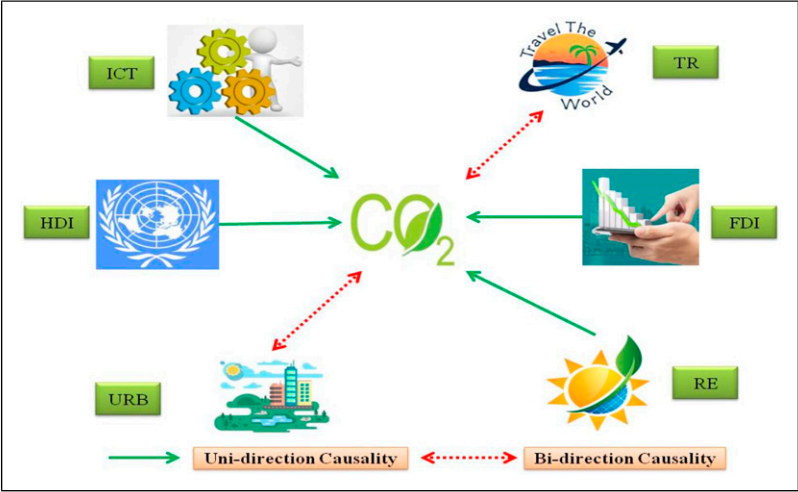 ICT
Travel The
World
TR
HDI
CO2
FDI
URB
RE
Uni-direction Causality
Bi-direction Causality